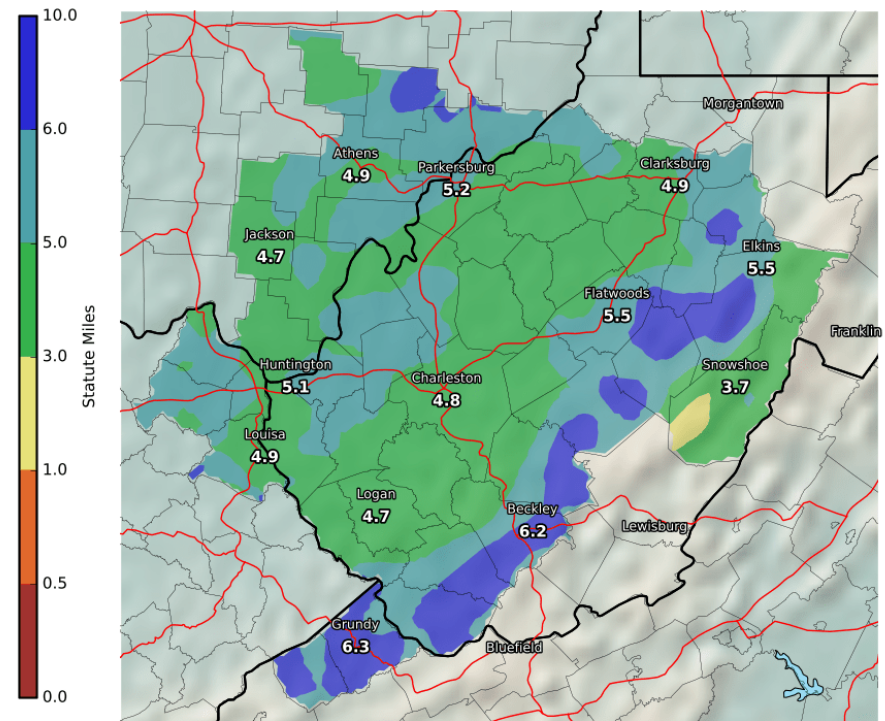 10.0
6.0
5.0
3.0
1.0
0.5
0.0
Statute Miles
Morgantown
Athens
4.9
Parkersburg
5.2
Clarksburg
4.9
Jackson
4.7
Elkins
5.5
Flatwoods
5.5
Franklin
Huntington
5.1
Charleston
4.8
Snowshoe
3.7
Louisa
4.9
Logan
4.7
Beckley
6.2
Lewisburg
Grundy
6.3
Bluefield